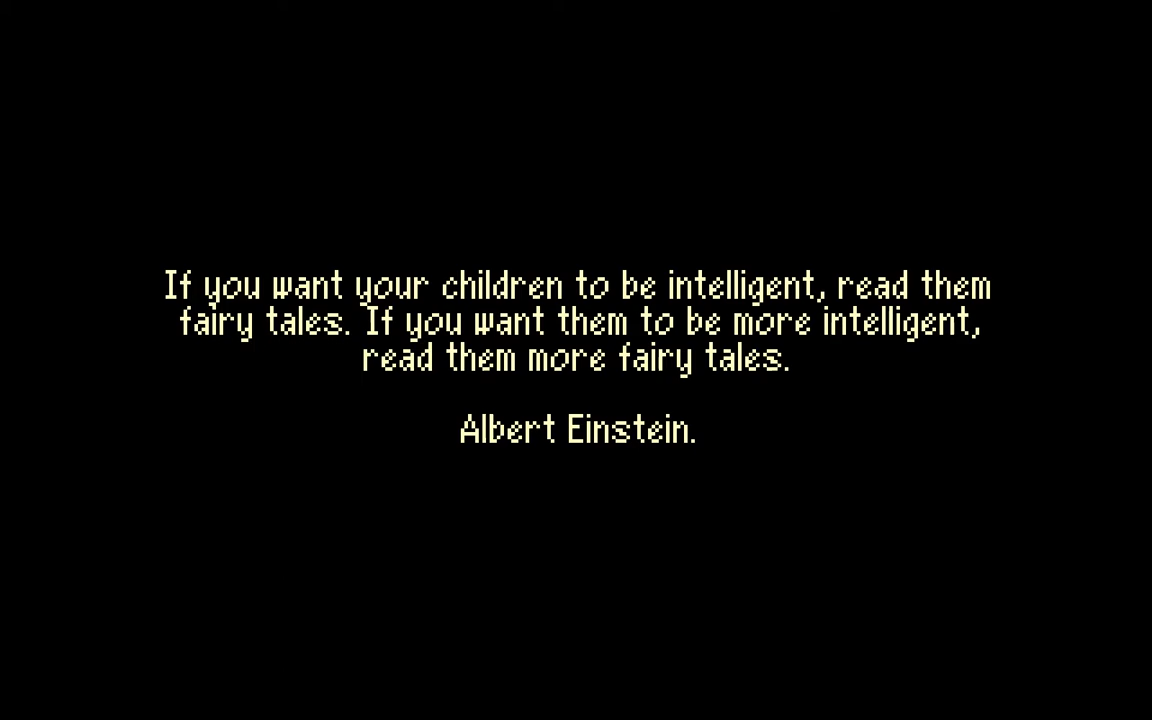 If you want your children to be intelligent, read them
fairy tales. If you want them to be more intelligent,
read them more fairy tales.
Albert Einstein.